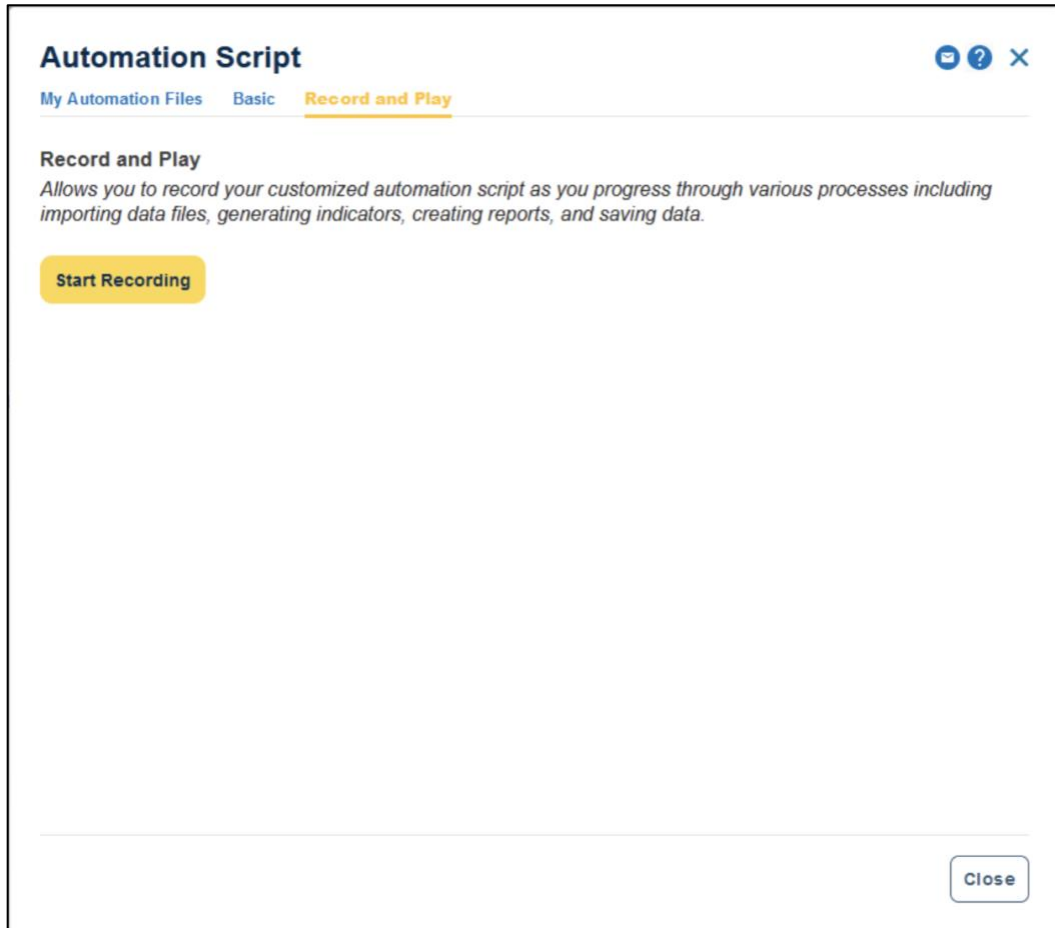 Automation Script
My Automation Files Basic Record and Play
Record and Play
Allows you to record your customized automation script as you progress through various processes including
importing data files, generating indicators, creating reports, and saving data.
Start Recording
Close